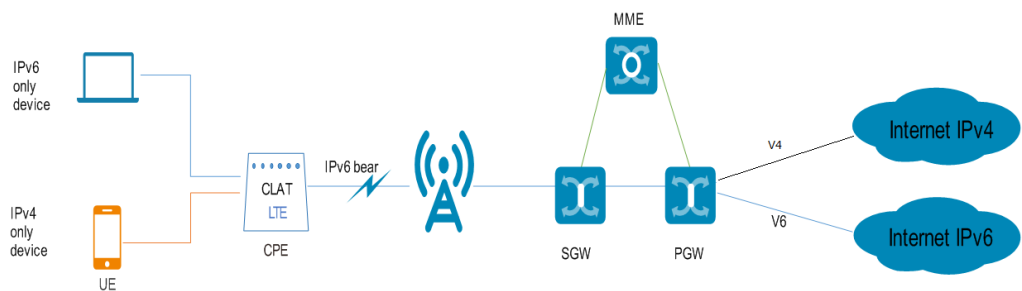 MME
IPv6
only
device
Internet IPv4
V4
IPv6 bear
CLAT
LTE
CPE
IPv4
only
device
UE
SGW
PGW
V6
Internet IPv6